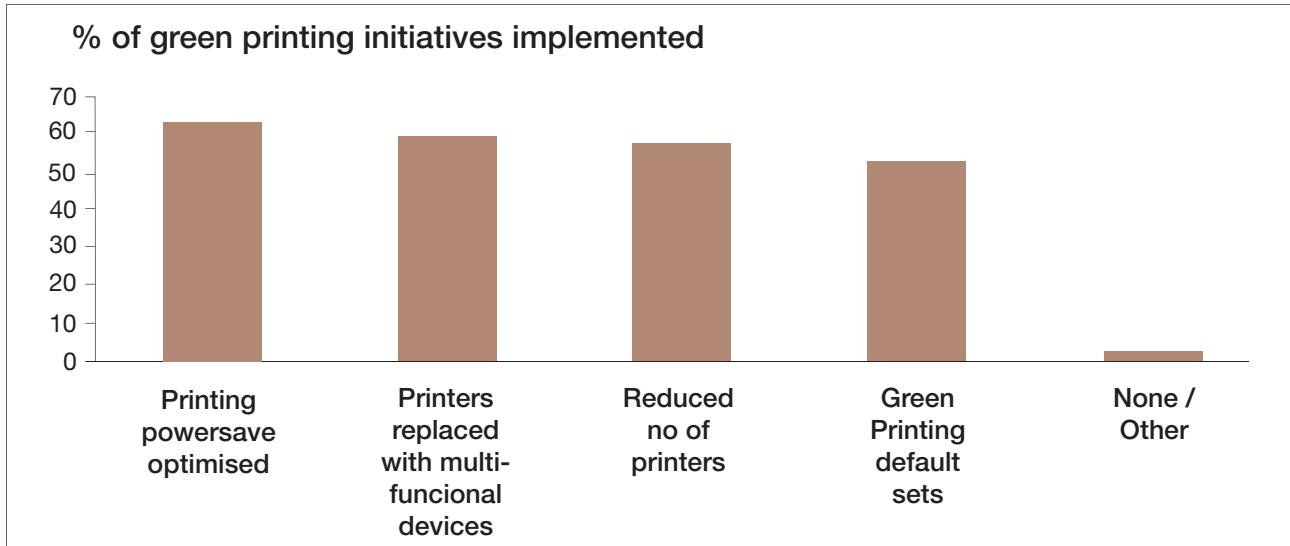 % of green printing initiatives implemented
70
60
50
40
30
20
10
0
Printing
powersave
optimised
Printers
replaced
with multi-
funcional
devices
Reduced
no of
printers
Green
Printing
default
sets
None /
Other